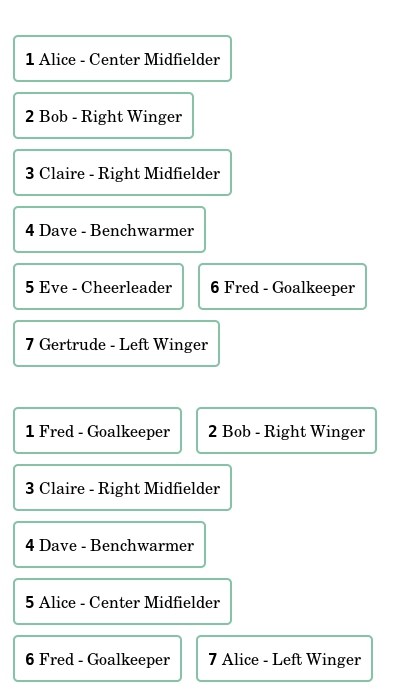 1 Alice - Center Midfielder
2 Bob - Right Winger
3 Claire - Right Midfielder
4 Dave - Benchwarmer
5 Eve - Cheerleader 6 Fred - Goalkeeper
7 Gertrude - Left Winger
1 Fred - Goalkeeper 2 Bob - Right Winger
3 Claire - Right Midfielder
4 Dave - Benchwarmer
5 Alice - Center Midfielder
6 Fred - Goalkeeper 7 Alice - Left Winger